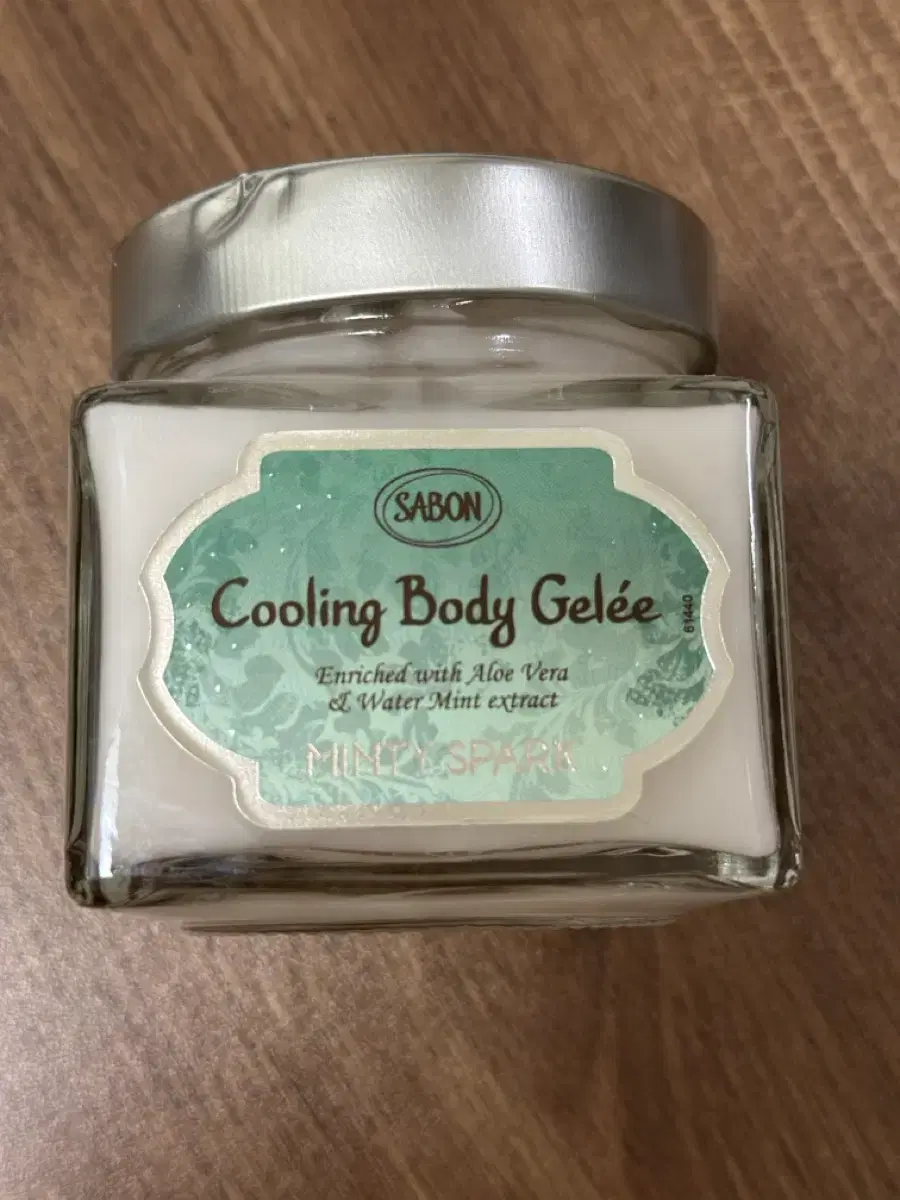 SABON
Cooling Body Gelée
61440
Enriched with Aloe Vera
& Water Mint extract
MINTY SPARK